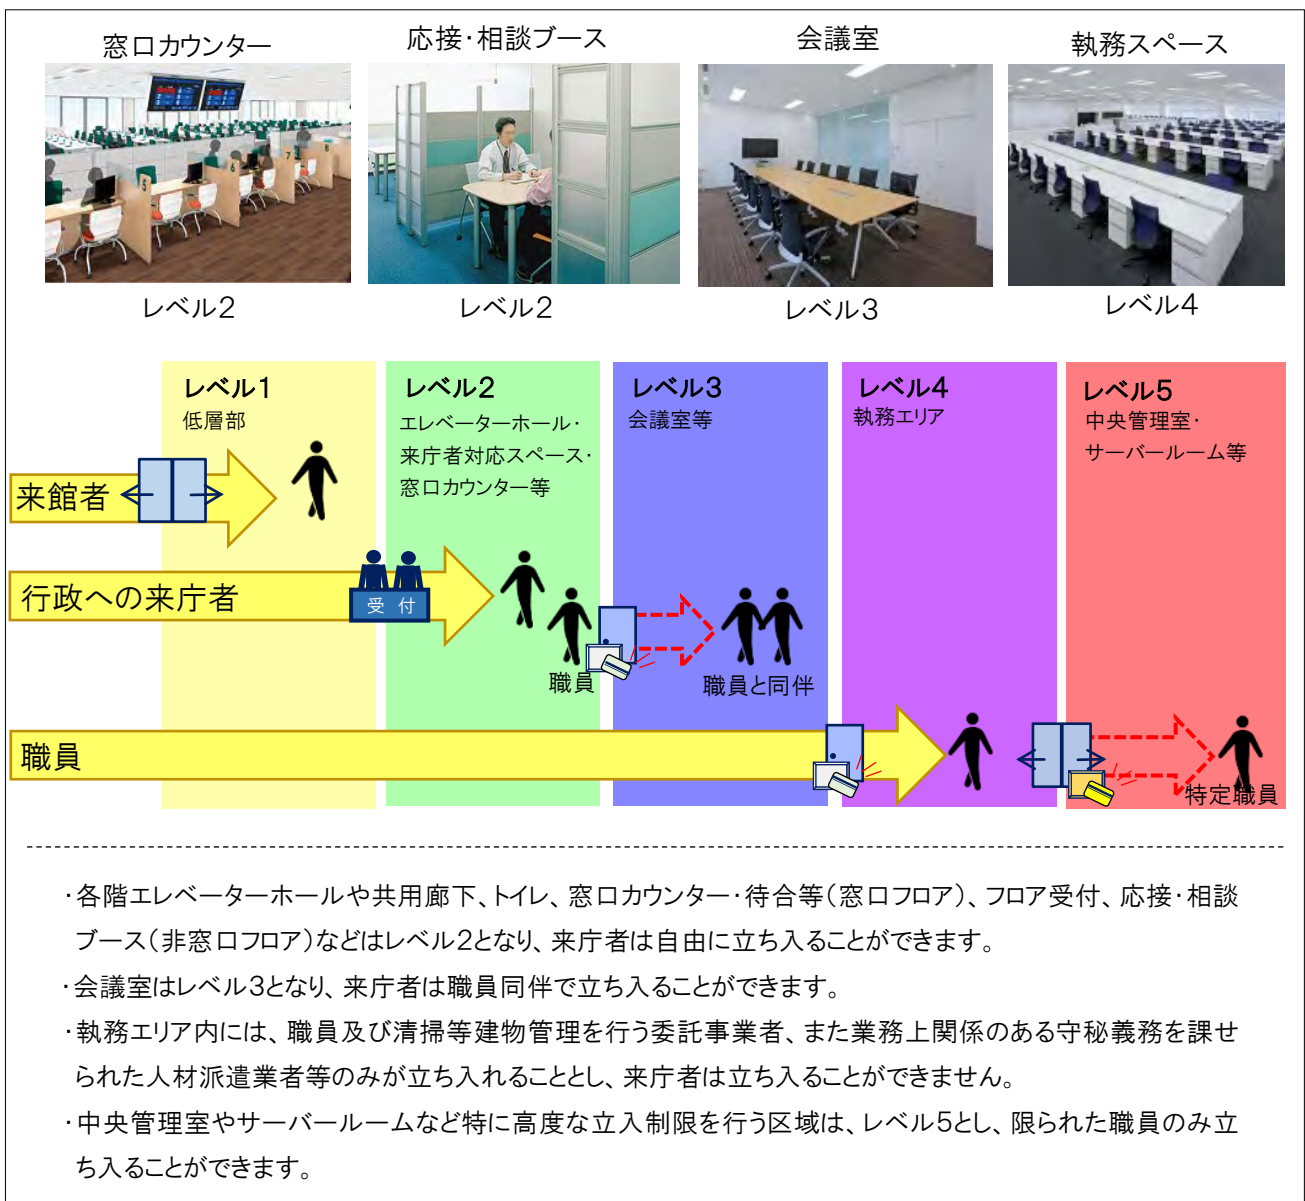 窓口カウンター
応接・相談ブース
会議室
執務スペース
5
6
7
8
レベル2
レベル2
レベル3
レベル4
レベル1
低層部
レベル2
エレベーターホール・
来庁者対応スペース・
窓口カウンター等
レベル3
会議室等
レベル4
執務エリア
レベル5
中央管理室・
サーバールーム等
来館者
行政への来庁者
受 付
職員
職員と同伴
職員
特定職員
・各階エレベーターホールや共用廊下、トイレ、窓口カウンター・待合等(窓口フロア)、フロア受付、応接・相談
ブース(非窓口フロア)などはレベル2となり、来庁者は自由に立ち入ることができます。
・会議室はレベル3となり、来庁者は職員同伴で立ち入ることができます。
・執務エリア内には、職員及び清掃等建物管理を行う委託事業者、また業務上関係のある守秘義務を課せ
られた人材派遣業者等のみが立ち入れることとし、来庁者は立ち入ることができません。
・中央管理室やサーバールームなど特に高度な立入制限を行う区域は、レベル5とし、限られた職員のみ立
ち入ることができます。